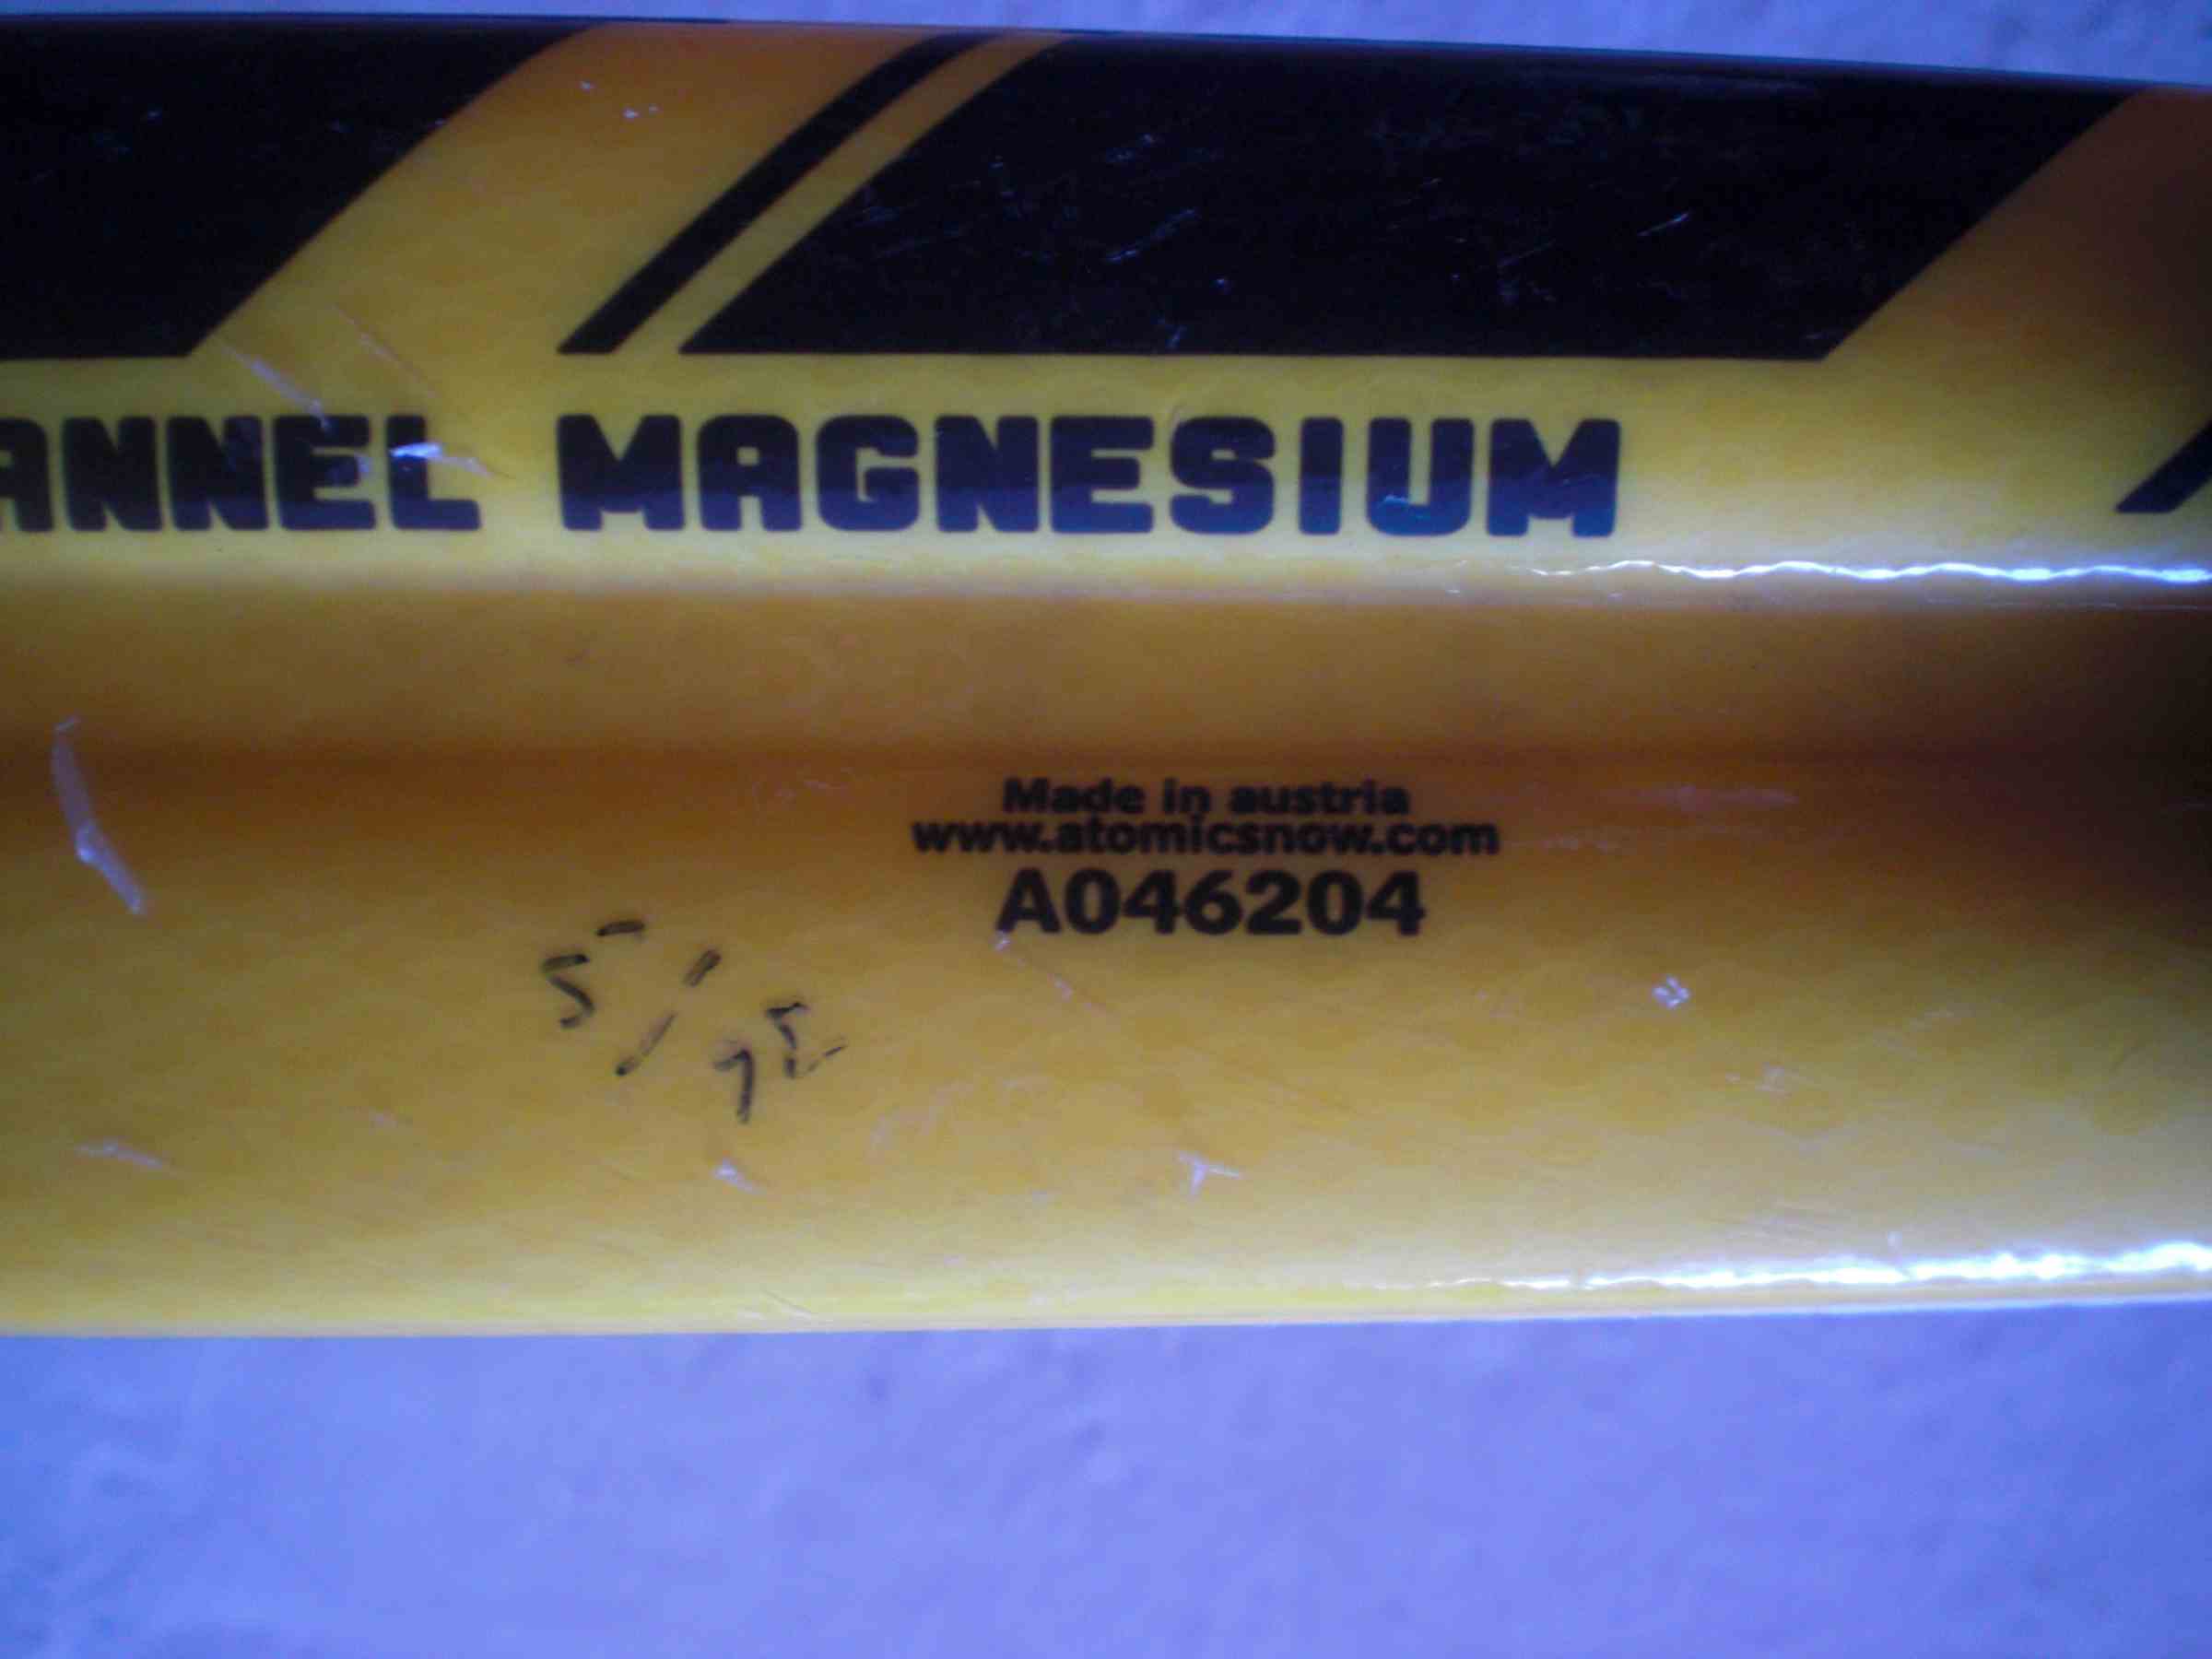 ANNEL MAGNESIUM
Made in austria
www.atomicsnow.com
A046204